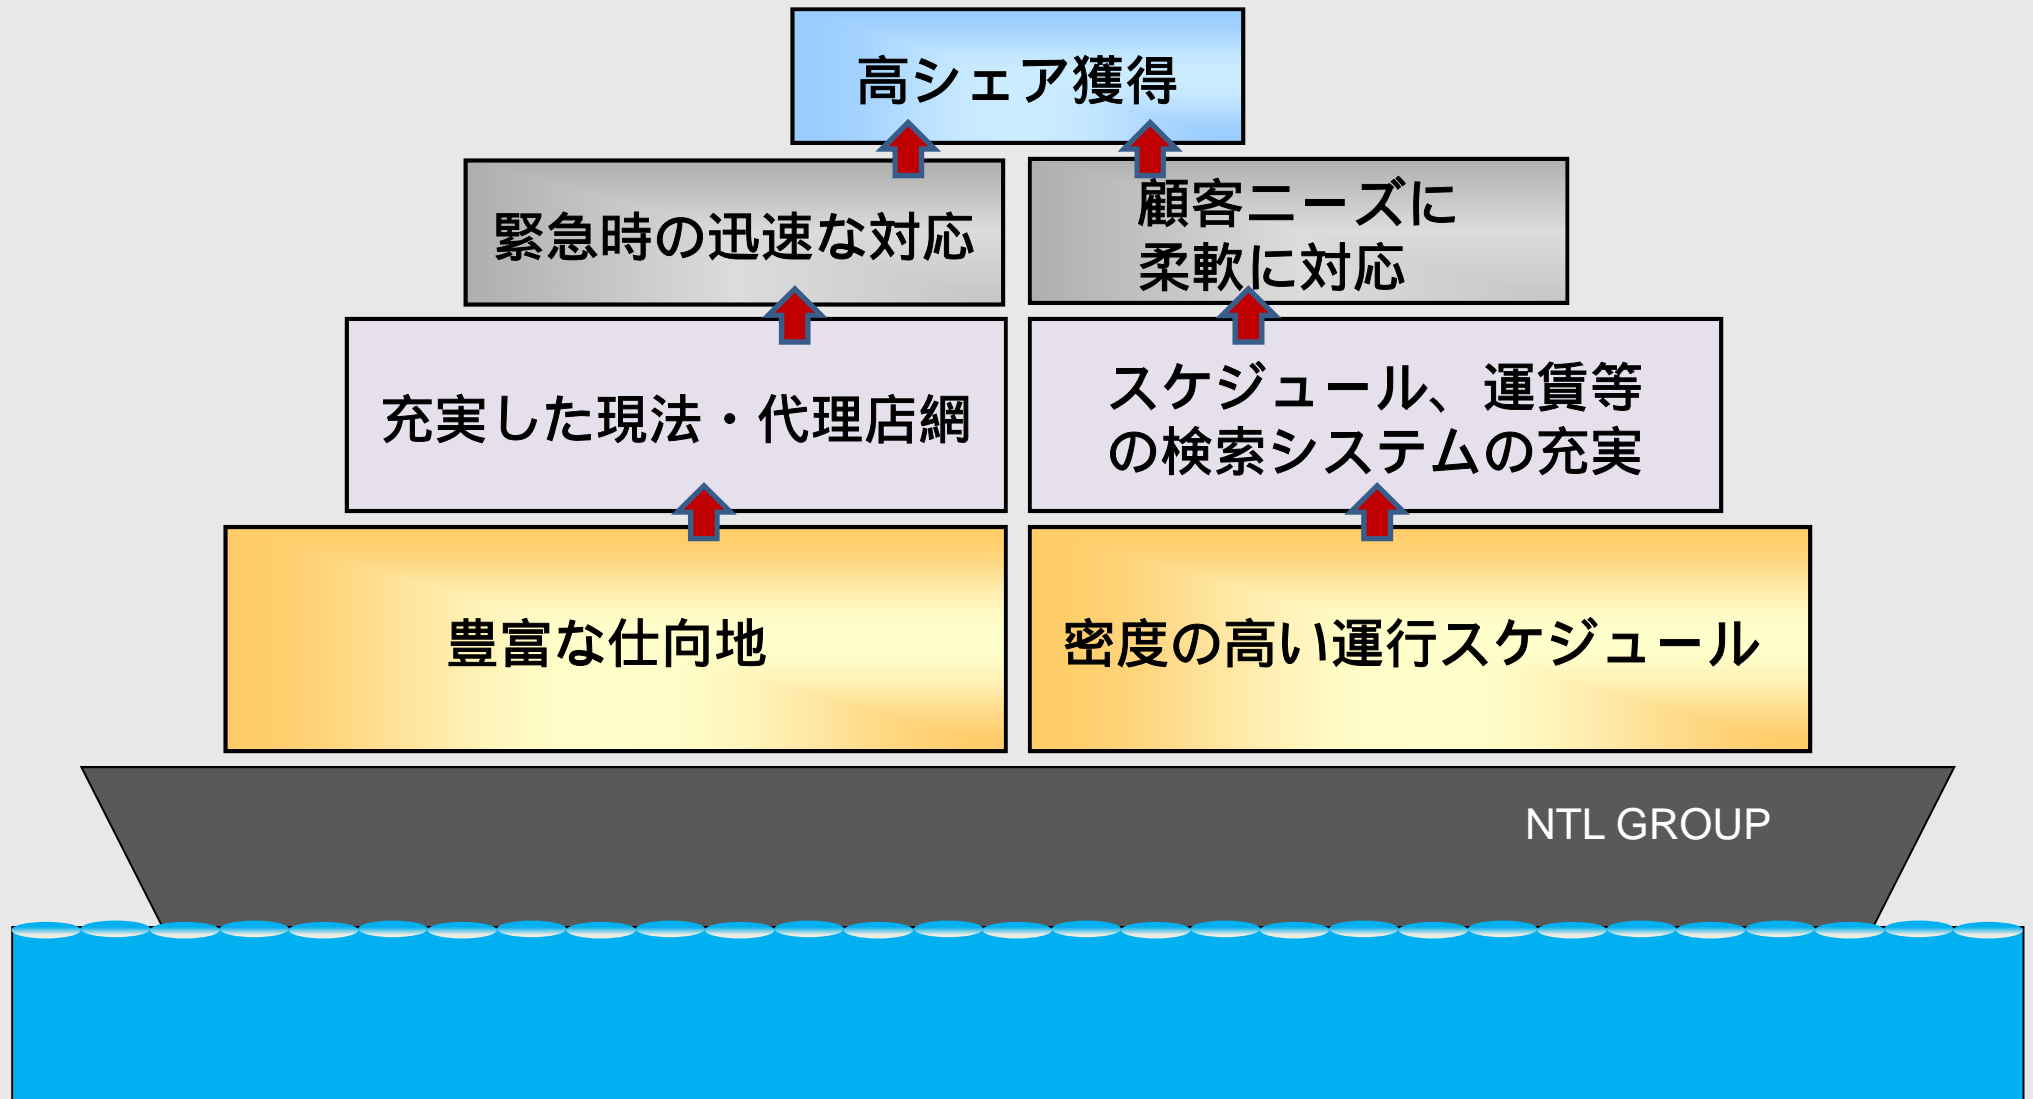 高シェア獲得
緊急時の迅速な対応
顧客ニーズに
柔軟に対応
充実した現法・代理店網
スケジュール、運賃等
の検索システムの充実
豊富な仕向地
密度の高い運行スケジュール
NTL GROUP